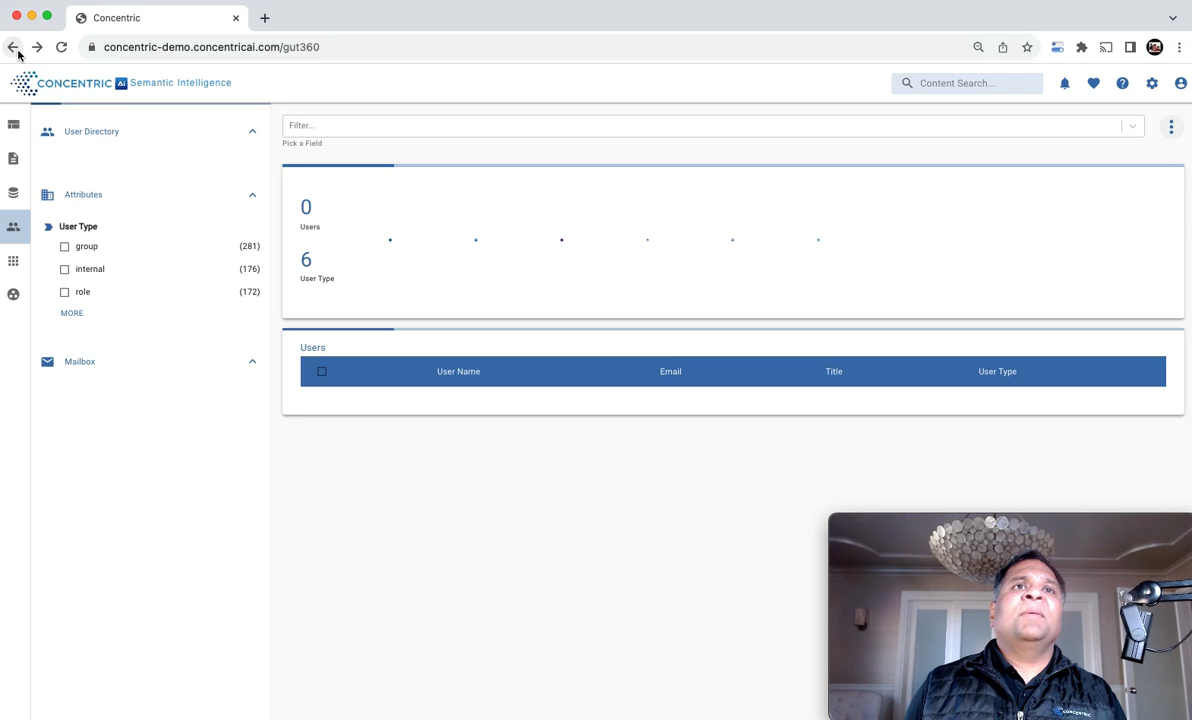 Concentric
concentric-demo.concentricai.com/gut360
CONCENTRIC Ai Semantic Intelligence
Content Search...
User Directory
Attributes
User Type
group (281)
internal (176)
role (172)
MORE
Mailbox
Filter...
Pick a Field
0
Users
6
User Type
Users
User Name Email Title User Type
CONCENTRIC